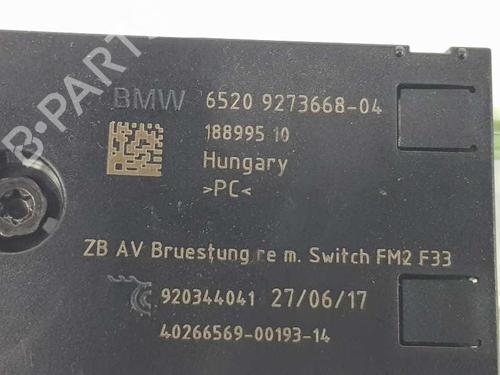 B-PARTS
BMW 6520 9273668-04
188995 10
Hungary
>PC<
ZB AV Bruestung re m. Switch FM2 F33
920344041 27/06/17
40266569-00193-14